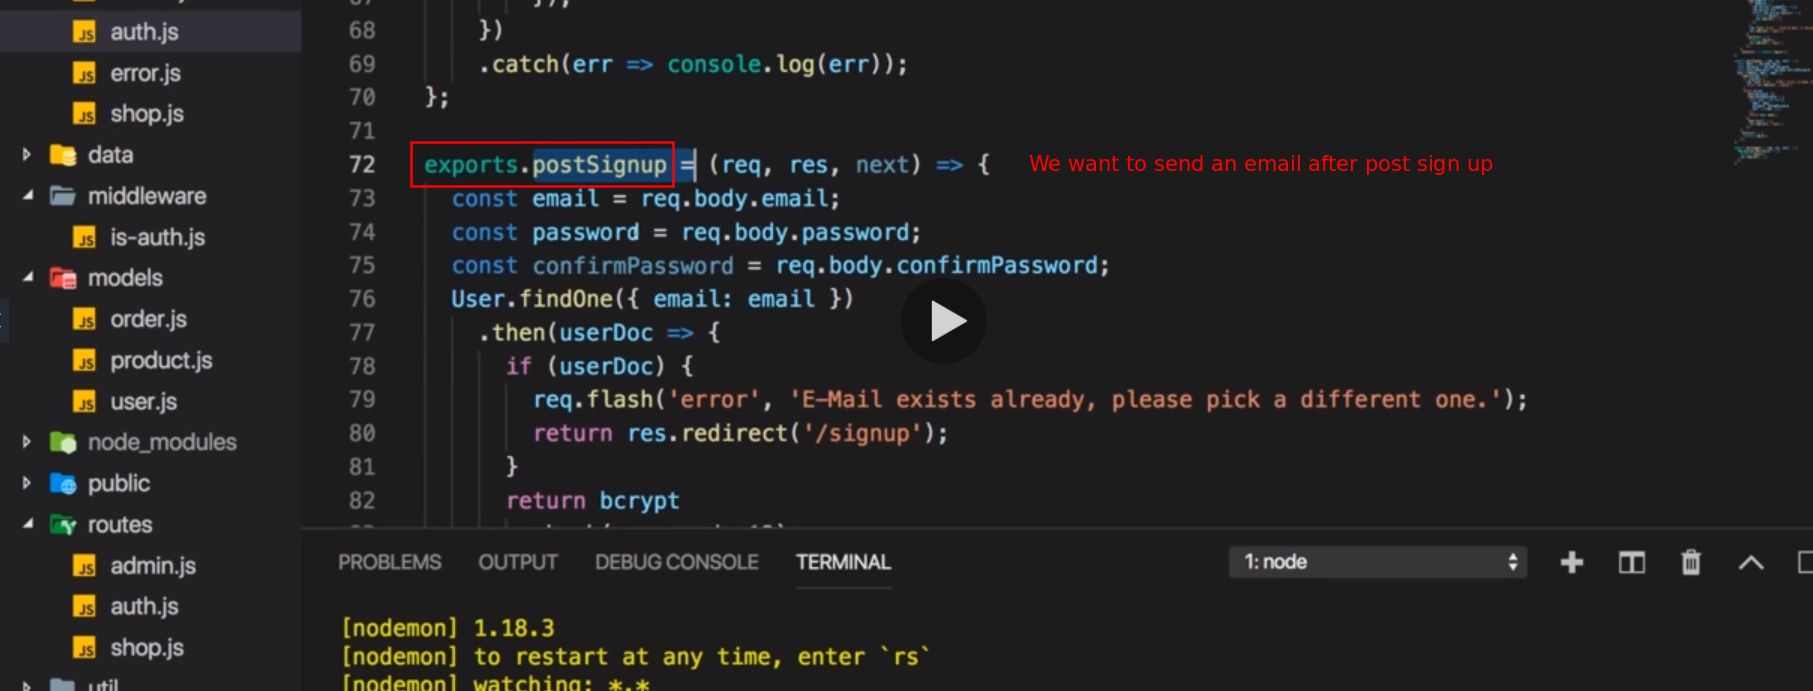 auth.js
error.js
shop.js
data
middleware
is-auth.js
models
order.js
product.js
user.js
node_modules
public
routes
admin.js
auth.js
shop.js
util
67 });
68 })
69 .catch(err => console.log(err));
70 };
71
72 exports.postSignup = (req, res, next) => { We want to send an email after post sign up
73 const email = req.body.email;
74 const password = req.body.password;
75 const confirmPassword = req.body.confirmPassword;
76 User.findOne({ email: email })
77 .then(userDoc => {
78 if (userDoc) {
79 req.flash('error', 'E-Mail exists already, please pick a different one.');
80 return res.redirect('/signup');
81 }
82 return bcrypt
PROBLEMS OUTPUT DEBUG CONSOLE TERMINAL 1: node
[nodemon] 1.18.3
[nodemon] to restart at any time, enter `rs`
[nodemon] watching: *.*